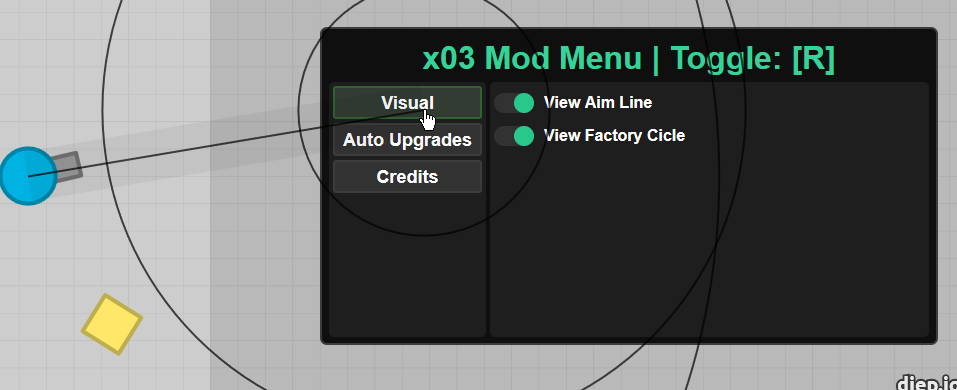 x03 Mod Menu | Toggle: [R]
Visual
View Aim Line
Auto Upgrades
View Factory Cicle
Credits
diep.io